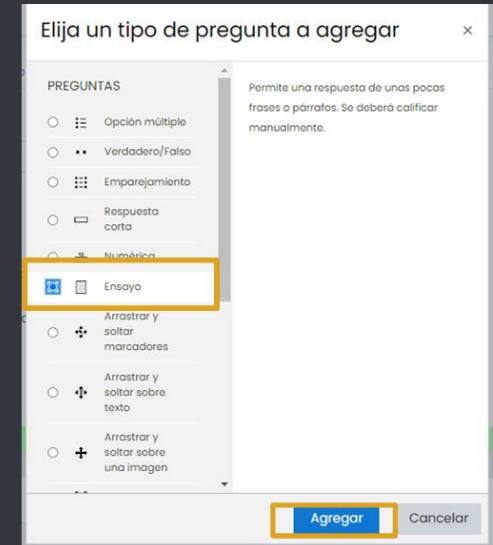 Elija un tipo de pregunta a agregar
×
PREGUNTAS
Opción múltiple
Verdadero/Falso
Emparejamiento
Respuesta
corta
Numérica
Ensayo
Arrastrar y
soltar
marcadores
Arrastrar y
soltar sobre
texto
Arrastrar y
soltar sobre
una imagen
Permite una respuesta de unas pocas
frases o párrafos. Se deberá calificar
manualmente.
Agregar
Cancelar